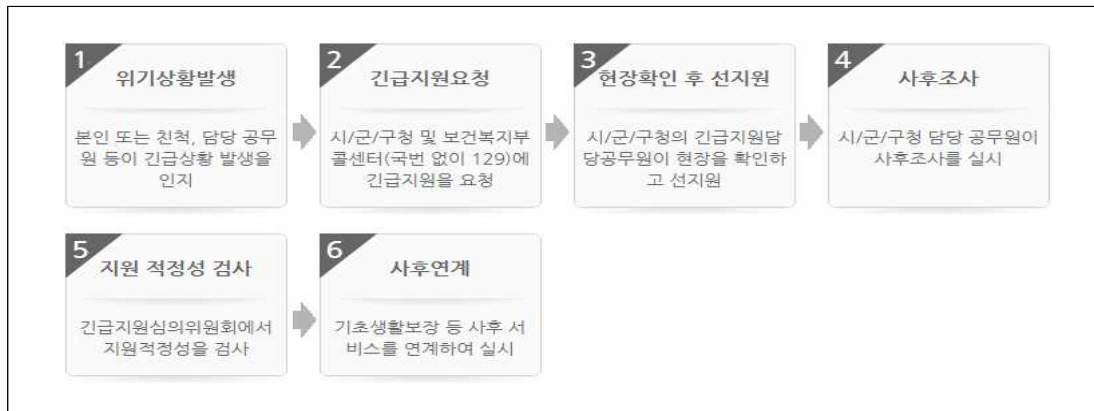 1
위기상황발생
본인 또는 친척, 담당 공무
원 등이 긴급상황 발생을
인지
2
긴급지원요청
시/군/구청 및 보건복지부
콜센터(국번 없이 129)에
긴급지원을 요청
3
현장확인 후 선지원
시/군/구청의 긴급지원담
당공무원이 현장을 확인하
고 선지원
4
사후조사
시/군/구청 담당 공무원이
사후조사를 실시
5
지원 적정성 검사
긴급지원심의위원회에서
지원적정성을 검사
6
사후연계
기초생활보장 등 사후 서
비스를 연계하여 실시